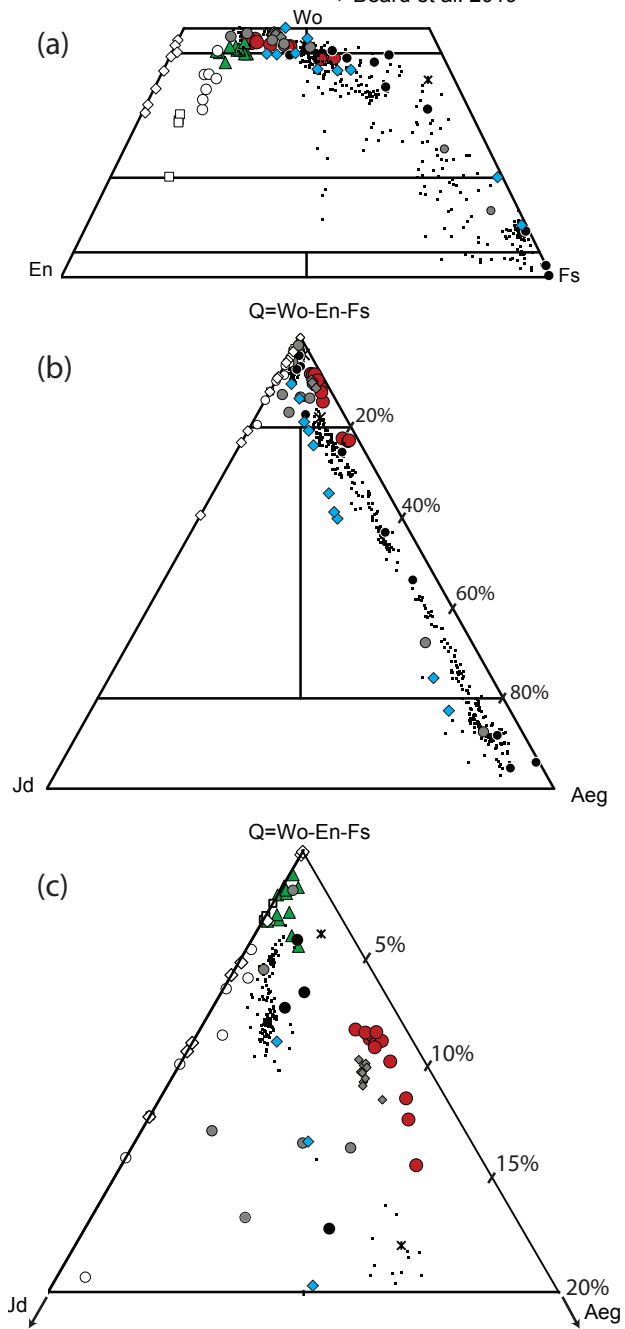 Beard et al. 2015
(a)
Wo
En
Fs
Q=Wo-En-Fs
(b)
20%
40%
60%
80%
Jd
Aeg
Q=Wo-En-Fs
(c)
5%
10%
15%
20%
Jd
Aeg